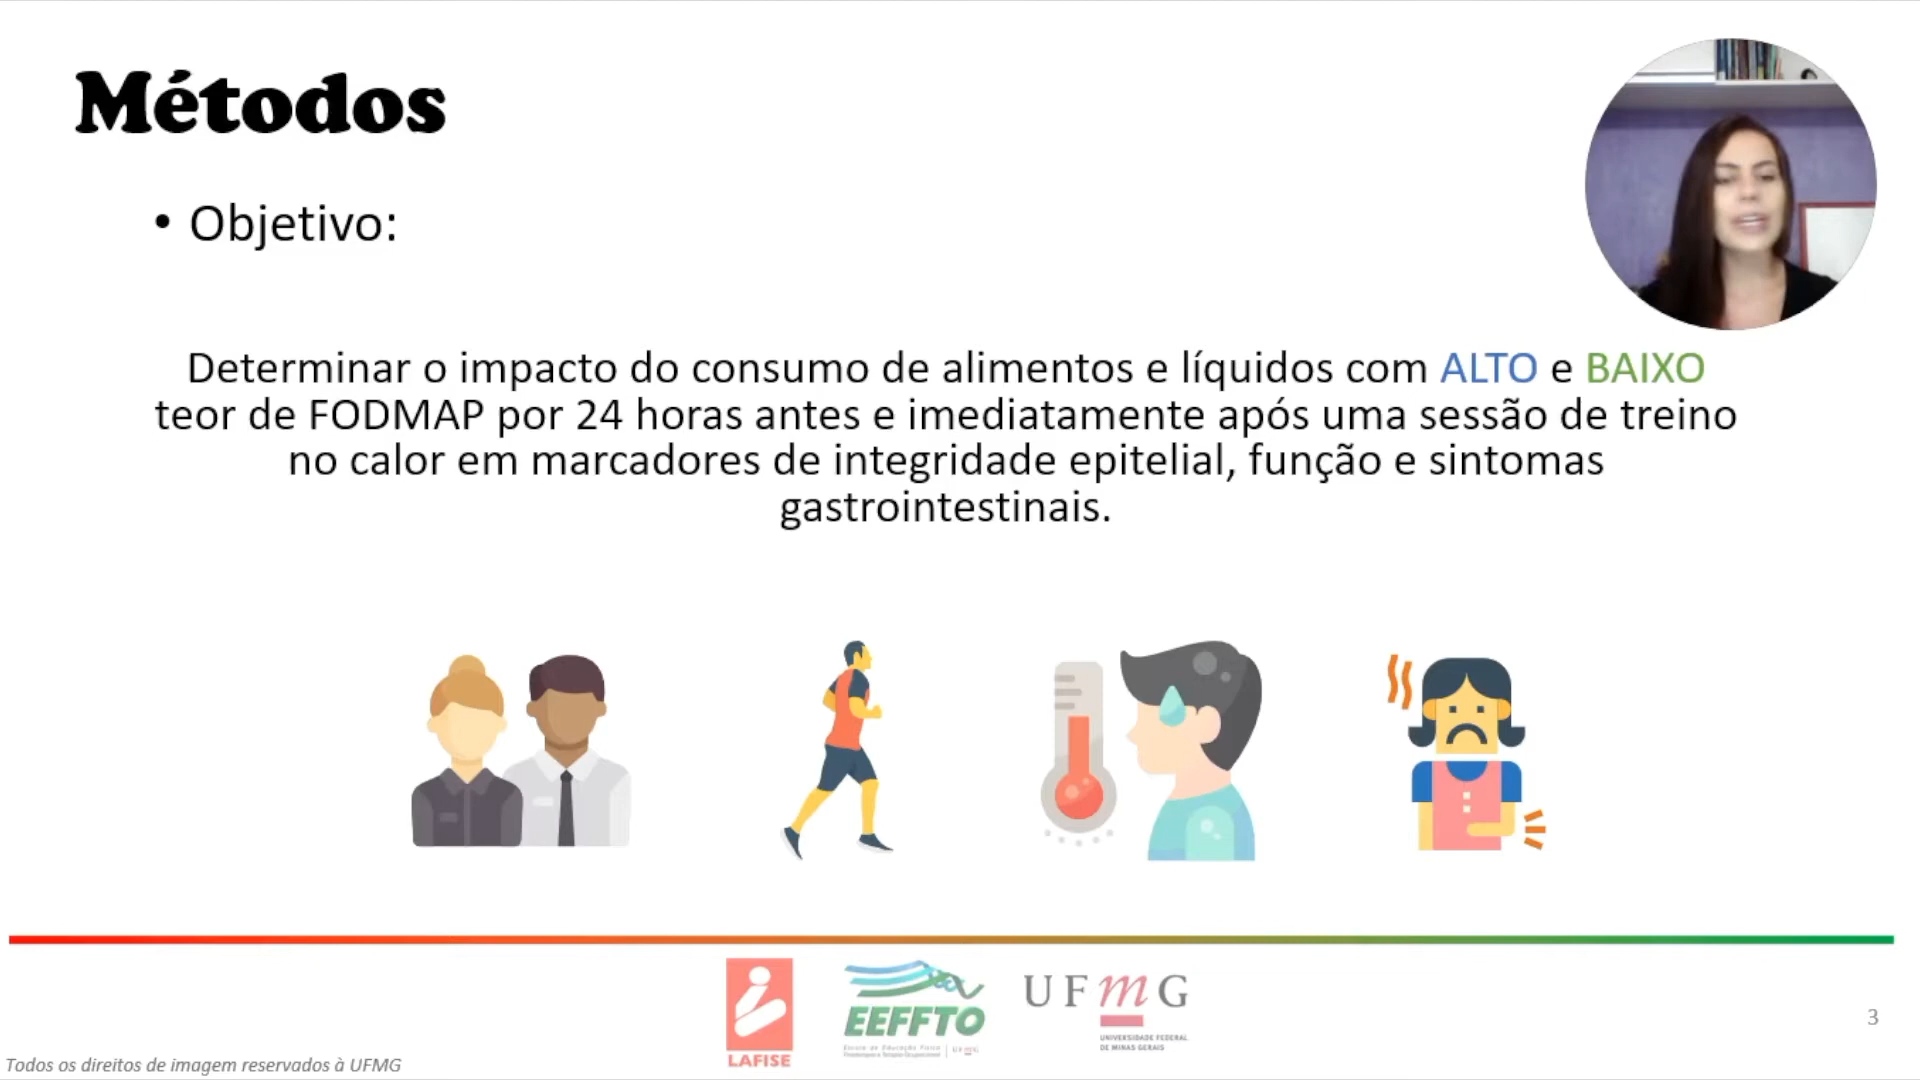 Métodos
• Objetivo:
Determinar o impacto do consumo de alimentos e líquidos com ALTO e BAIXO
teor de FODMAP por 24 horas antes e imediatamente após uma sessão de treino
no calor em marcadores de integridade epitelial, função e sintomas
gastrointestinais.
LAFISE
EEFFTO
Escola de Educação Física
Fisioterapia e Terapia Ocupacional
UFmG
UFmG
UNIVERSIDADE FEDERAL
DE MINAS GERAIS
3
Todos os direitos de imagem reservados à UFMG